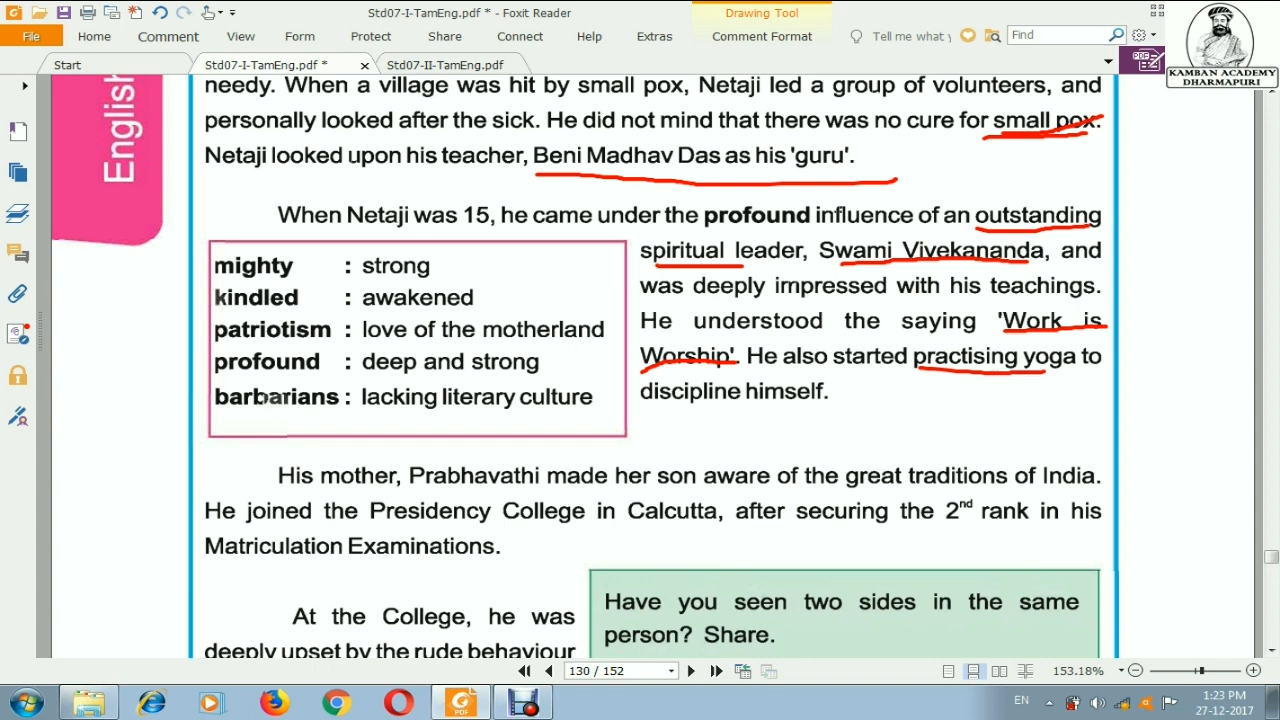 Std07-I-TamEng.pdf * - Foxit Reader
Drawing Tool
File Home Comment View Form Protect Share Connect Help Extras Comment Format Tell me what y Find
Start Std07-I-TamEng.pdf * Std07-II-TamEng.pdf
KAMBAN ACADEMY
DHARMAPURI
English
needy. When a village was hit by small pox, Netaji led a group of volunteers, and
personally looked after the sick. He did not mind that there was no cure for small pox.
Netaji looked upon his teacher, Beni Madhav Das as his 'guru'.
When Netaji was 15, he came under the profound influence of an outstanding
spiritual leader, Swami Vivekananda, and
was deeply impressed with his teachings.
He understood the saying 'Work is
Worship'. He also started practising yoga to
discipline himself.
mighty : strong
kindled : awakened
patriotism : love of the motherland
profound : deep and strong
barbarians : lacking literary culture
His mother, Prabhavathi made her son aware of the great traditions of India.
He joined the Presidency College in Calcutta, after securing the 2nd rank in his
Matriculation Examinations.
At the College, he was
deeply upset by the rude behaviour
Have you seen two sides in the same
person? Share.
130 / 152
153.18%
EN
1:23 PM
27-12-2017